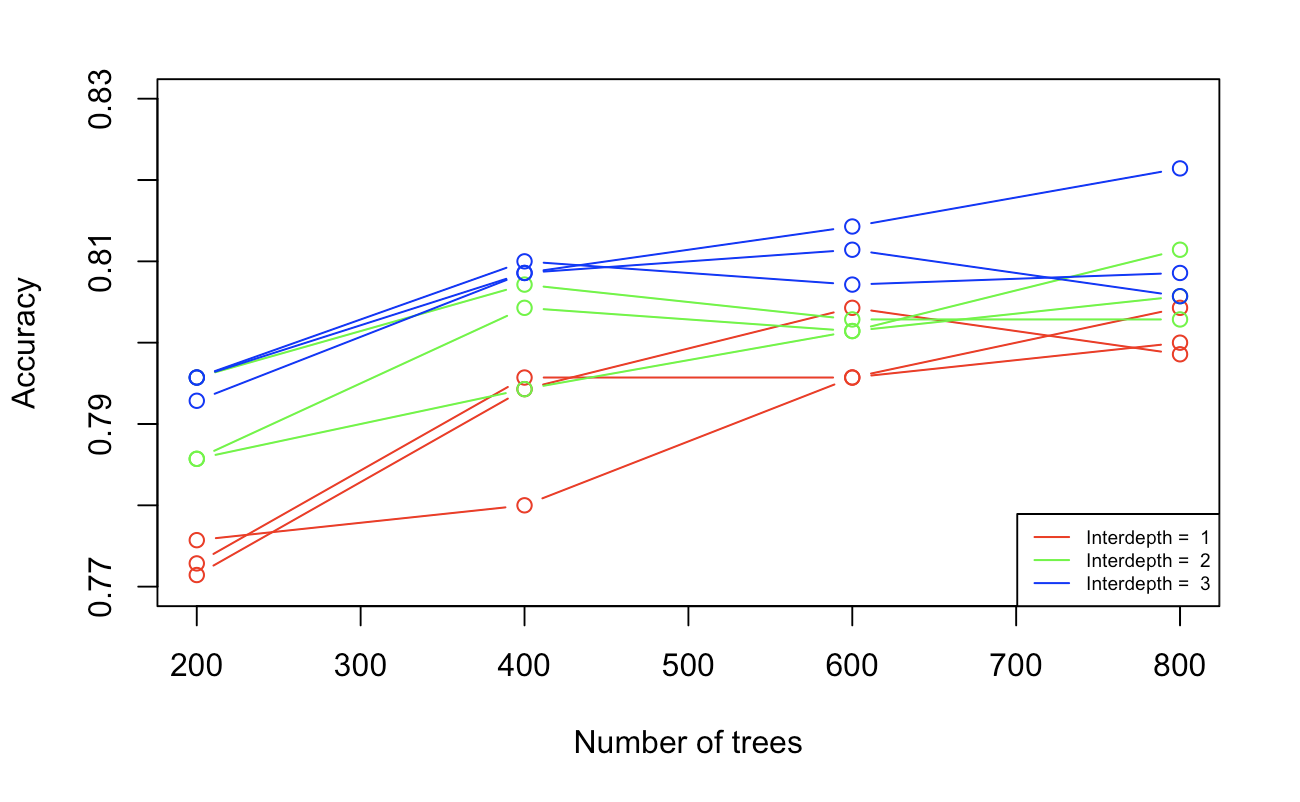 Accuracy
0.83
0.81
0.79
0.77
200 300 400 500 600 700 800
Number of trees
Interdepth = 1
Interdepth = 2
Interdepth = 3